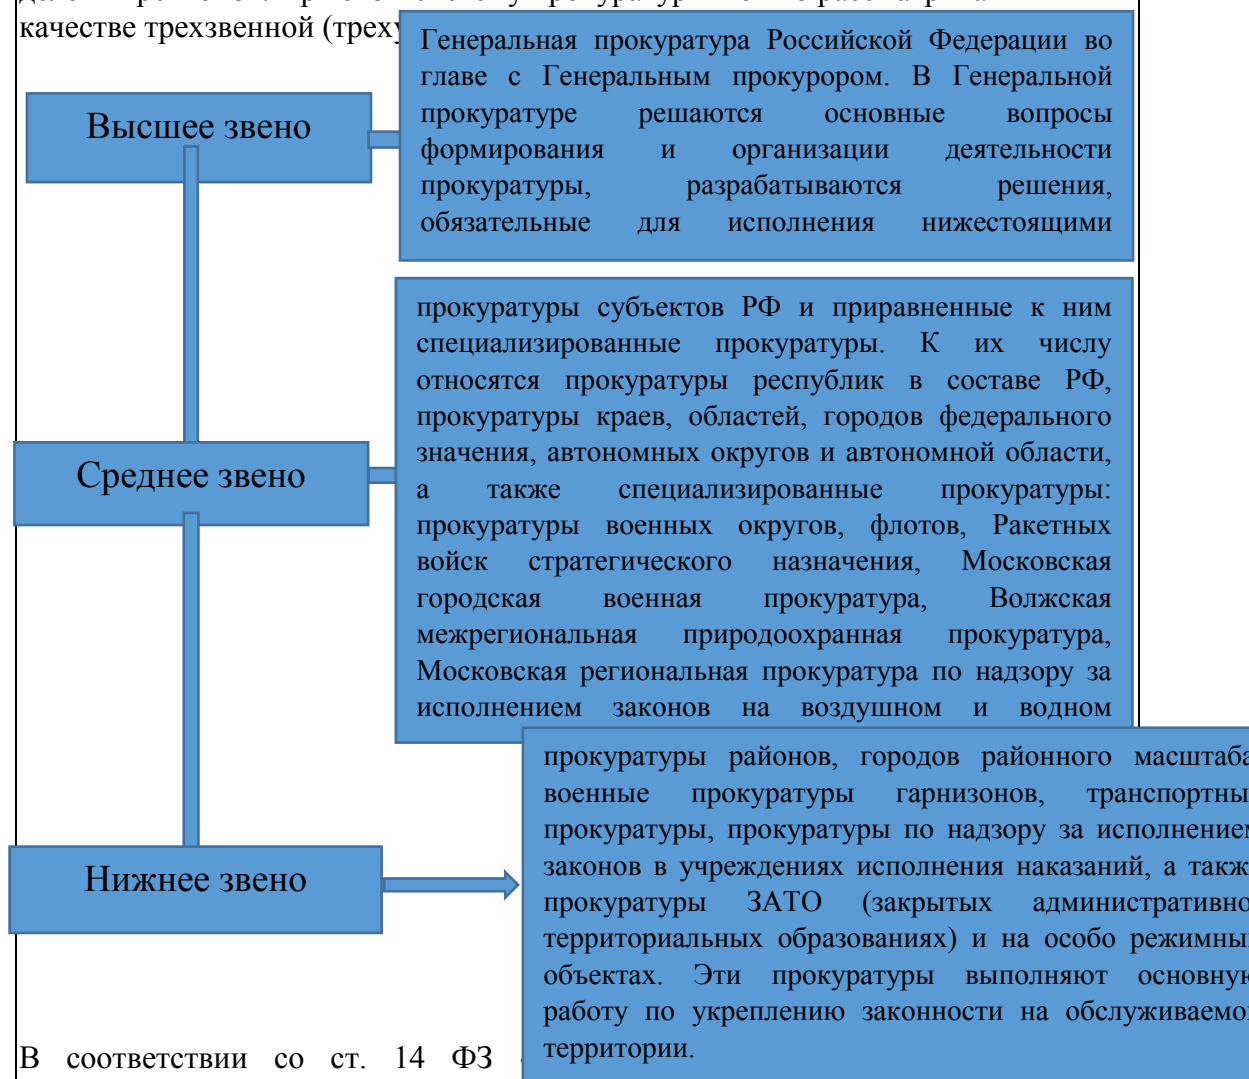 качестве трехзвенной
Высшее звено
Генеральная прокуратура Российской Федерации во
главе с Генеральным прокурором. В Генеральной
прокуратуре решаются основные вопросы
формирования и организации деятельности
прокуратуры, разрабатываются решения,
обязательные для исполнения нижестоящими
Среднее звено
прокуратуры субъектов РФ и приравненные к ним
специализированные прокуратуры. К их числу
относятся прокуратуры республик в составе РФ,
прокуратуры краев, областей, городов федерального
значения, автономных округов и автономной области,
а также специализированные прокуратуры:
прокуратуры военных округов, флотов, Ракетных
войск стратегического назначения, Московская
городская военная прокуратура, Волжская
межрегиональная природоохранная прокуратура,
Московская региональная прокуратура по надзору за
исполнением законов на воздушном и водном
Нижнее звено
прокуратуры районов, городов районного масштаба
военные прокуратуры гарнизонов, транспортны
прокуратуры, прокуратуры по надзору за исполнением
законов в учреждениях исполнения наказаний, а такж
прокуратуры ЗАТО (закрытых административно
территориальных образованиях) и на особо режимных
объектах. Эти прокуратуры выполняют основную
работу по укреплению законности на обслуживаемой
территории.
В соответствии со ст. 14 ФЗ